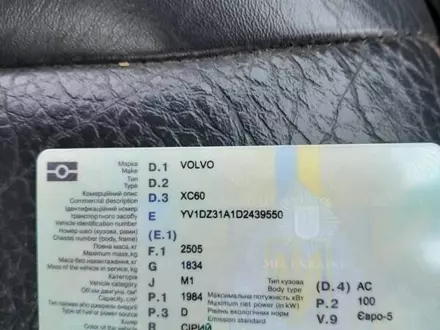 Марка
Make D.1 VOLVO
Тип
Type D.2
Комерційний опис
Commercial description D.3 XC60
Ідентифікаційний номер
транспортного засобу E YV1DZ31A1D2439550
Vehicle identification number
Номер шасі (кузова, рами) (E.1)
Chassis number (body, frame)
Повна маса, кг F.1 2505
Maximum mass, kg
Маса без навантаження, кг G 1834
Mass of the vehicle in service, kg
Категорія J M1 Тип кузова (D.4) AC
Vehicle category Body type
Об'єм двигуна, см³ P.1 1984 Максимальна потужність кВт P.2 100
Capacity, cm³ Maximum net power (in kW)
Тип пального або джерело енергії P.3 D Рівень екологічних норм V.9 Євро-5
Type of fuel or power source Emission standard
Колір R СІРИЙ